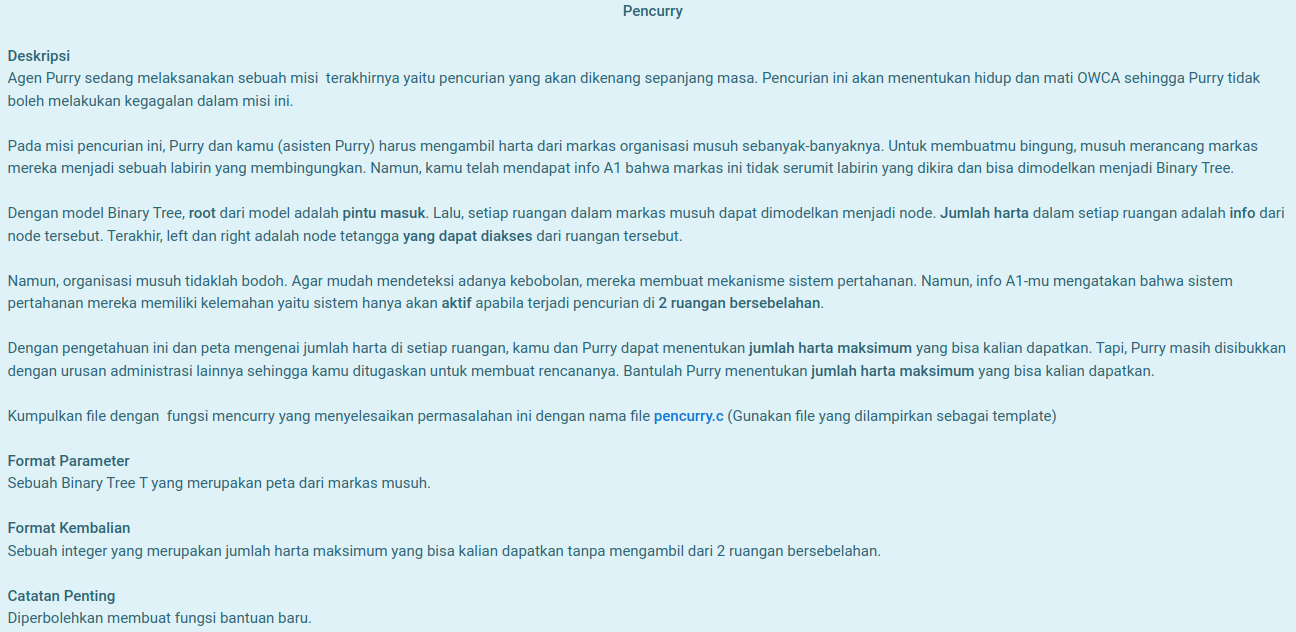 Pencurry
Deskripsi
Agen Purry sedang melaksanakan sebuah misi  terakhirnya yaitu pencurian yang akan dikenang sepanjang masa. Pencurian ini akan menentukan hidup dan mati OWCA sehingga Purry tidak
boleh melakukan kegagalan dalam misi ini.
Pada misi pencurian ini, Purry dan kamu (asisten Purry) harus mengambil harta dari markas organisasi musuh sebanyak-banyaknya. Untuk membuatmu bingung, musuh merancang markas
mereka menjadi sebuah labirin yang membingungkan. Namun, kamu telah mendapat info A1 bahwa markas ini tidak serumit labirin yang dikira dan bisa dimodelkan menjadi Binary Tree.
Dengan model Binary Tree, root dari model adalah pintu masuk. Lalu, setiap ruangan dalam markas musuh dapat dimodelkan menjadi node. Jumlah harta dalam setiap ruangan adalah info dari
node tersebut. Terakhir, left dan right adalah node tetangga yang dapat diakses dari ruangan tersebut.
Namun, organisasi musuh tidaklah bodoh. Agar mudah mendeteksi adanya kebobolan, mereka membuat mekanisme sistem pertahanan. Namun, info A1-mu mengatakan bahwa sistem
pertahanan mereka memiliki kelemahan yaitu sistem hanya akan aktif apabila terjadi pencurian di 2 ruangan bersebelahan.
Dengan pengetahuan ini dan peta mengenai jumlah harta di setiap ruangan, kamu dan Purry dapat menentukan jumlah harta maksimum yang bisa kalian dapatkan. Tapi, Purry masih disibukkan
dengan urusan administrasi lainnya sehingga kamu ditugaskan untuk membuat rencananya. Bantulah Purry menentukan jumlah harta maksimum yang bisa kalian dapatkan.
Kumpulkan file dengan  fungsi mencurry yang menyelesaikan permasalahan ini dengan nama file pencurry.c (Gunakan file yang dilampirkan sebagai template)
Format Parameter
Sebuah Binary Tree T yang merupakan peta dari markas musuh.
Format Kembalian
Sebuah integer yang merupakan jumlah harta maksimum yang bisa kalian dapatkan tanpa mengambil dari 2 ruangan bersebelahan.
Catatan Penting
Diperbolehkan membuat fungsi bantuan baru.